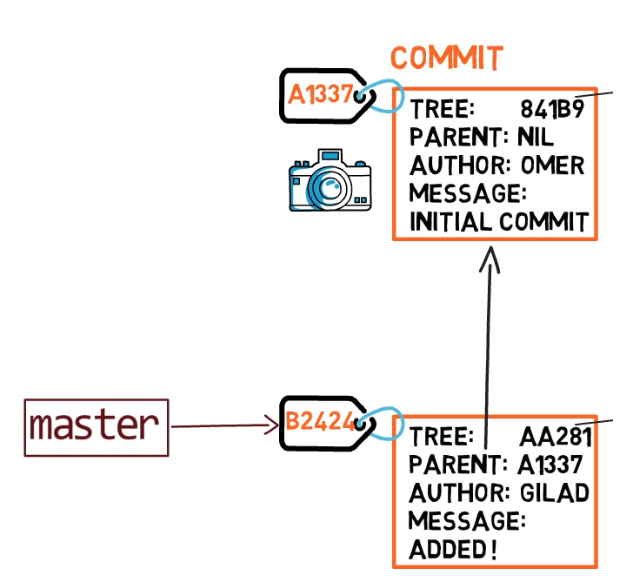 COMMIT
A1337
TREE: 841B9
PARENT: NIL
AUTHOR: OMER
MESSAGE:
INITIAL COMMIT
master
B2424
TREE: AA281
PARENT: A1337
AUTHOR: GILAD
MESSAGE:
ADDED!